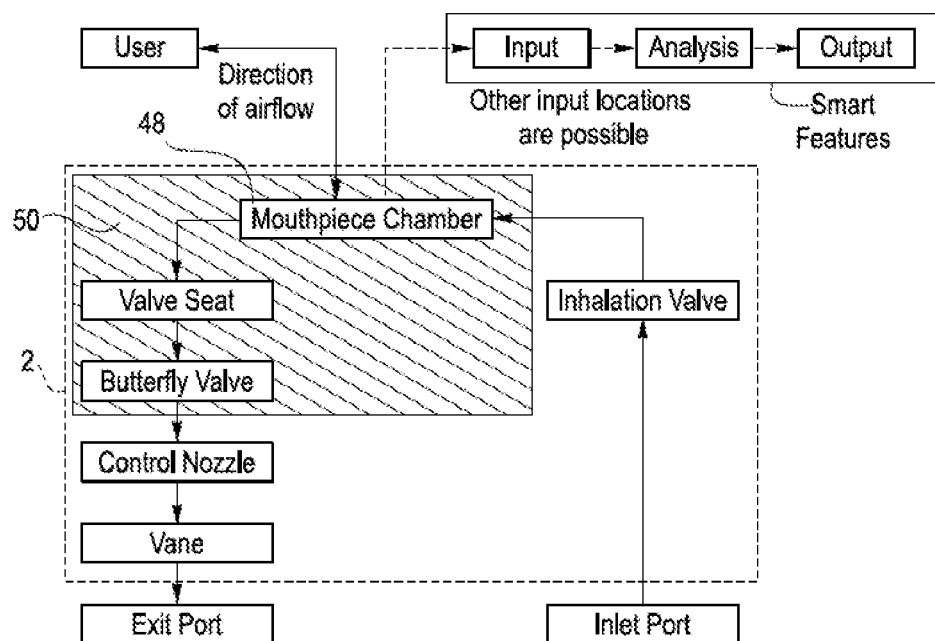 User
Input
Analysis
Output
Direction
of airflow
Other input locations
are possible
Smart
Features
48
50
Mouthpiece Chamber
Valve Seat
Inhalation Valve
2
Butterfly Valve
Control Nozzle
Vane
Exit Port
Inlet Port